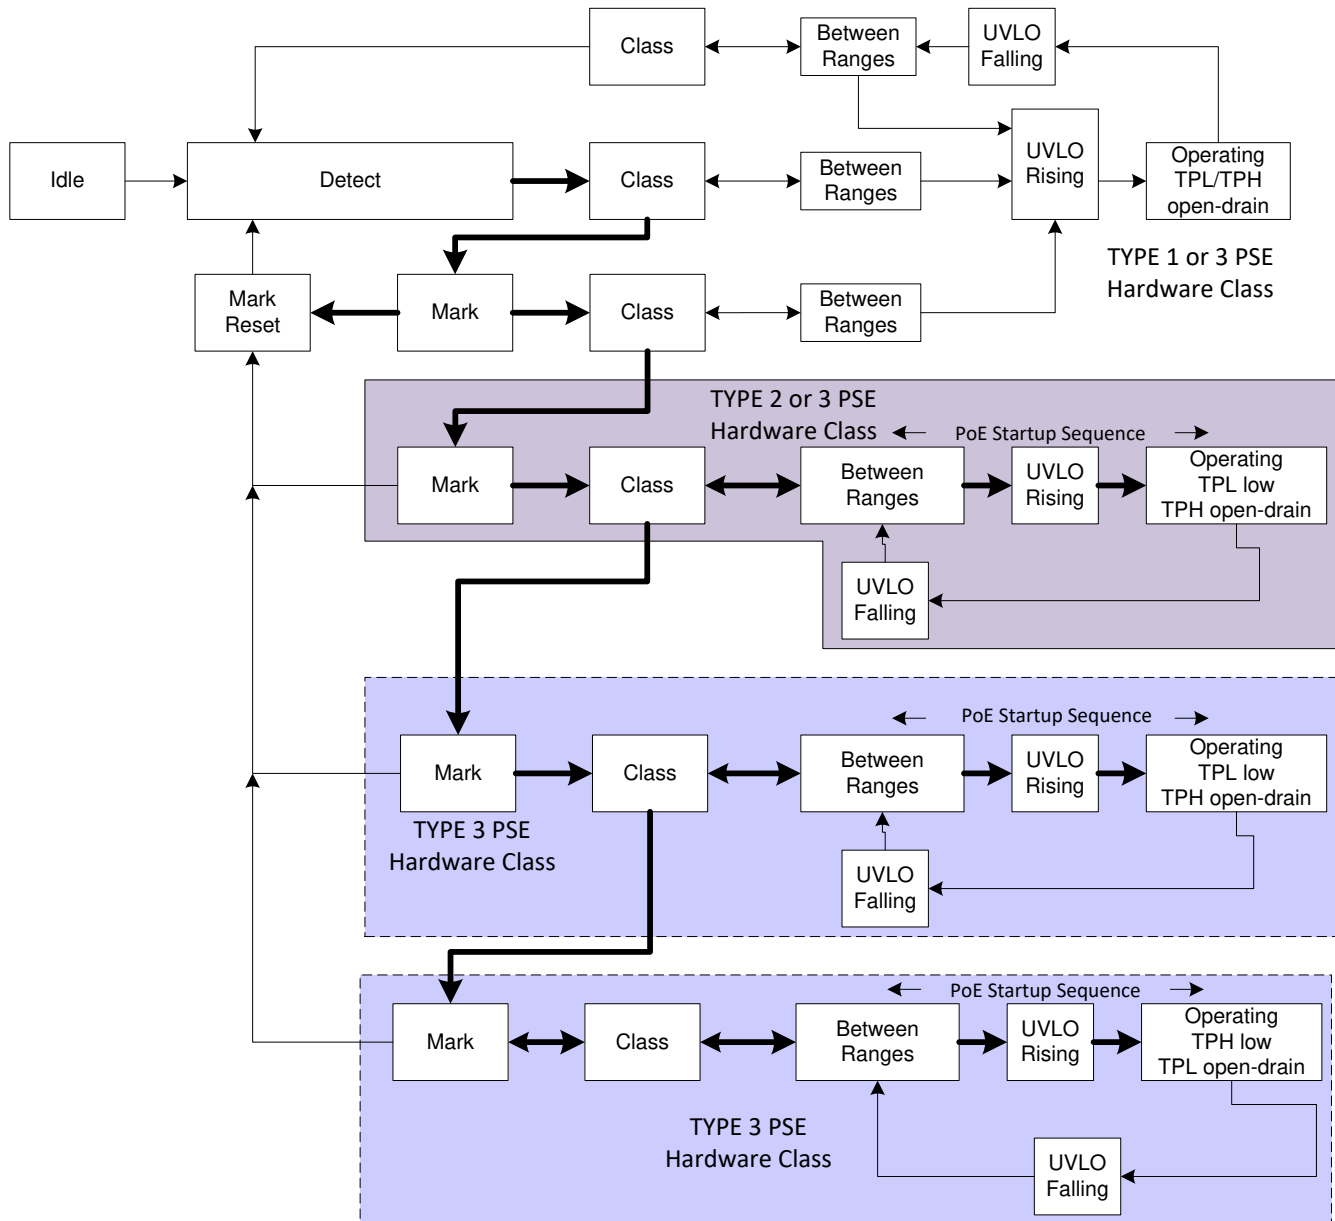 Class
Between
Ranges
UVLO
Falling
Idle
Detect
Class
Between
Ranges
UVLO
Rising
Operating
TPL/TPH
open-drain
TYPE 1 or 3 PSE
Hardware Class
Mark
Reset
Mark
Class
Between
Ranges
TYPE 2 or 3 PSE
Hardware Class
PoE Startup Sequence
Mark
Class
Between
Ranges
UVLO
Rising
Operating
TPL low
TPH open-drain
UVLO
Falling
PoE Startup Sequence
Mark
Class
Between
Ranges
UVLO
Rising
Operating
TPL low
TPH open-drain
TYPE 3 PSE
Hardware Class
UVLO
Falling
PoE Startup Sequence
Mark
Class
Between
Ranges
UVLO
Rising
Operating
TPH low
TPL open-drain
TYPE 3 PSE
Hardware Class
UVLO
Falling